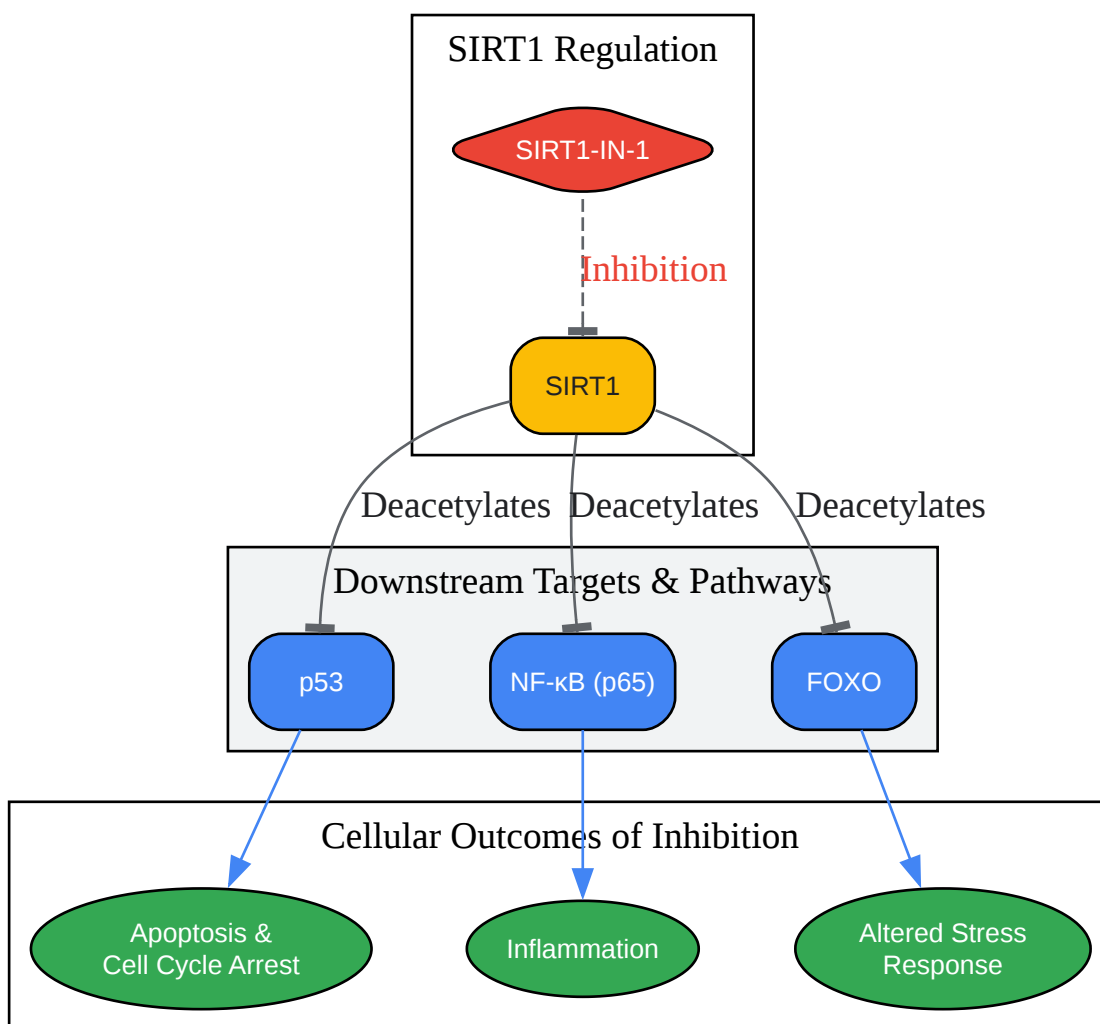 SIRT1 Regulation
SIRT1-IN-1
Inhibition
SIRT1
Deacetylates Deacetylates Deacetylates
Downstream Targets & Pathways
p53 NF-κB (p65) FOXO
Cellular Outcomes of Inhibition
Apoptosis &
Cell Cycle Arrest
Inflammation
Altered Stress
Response